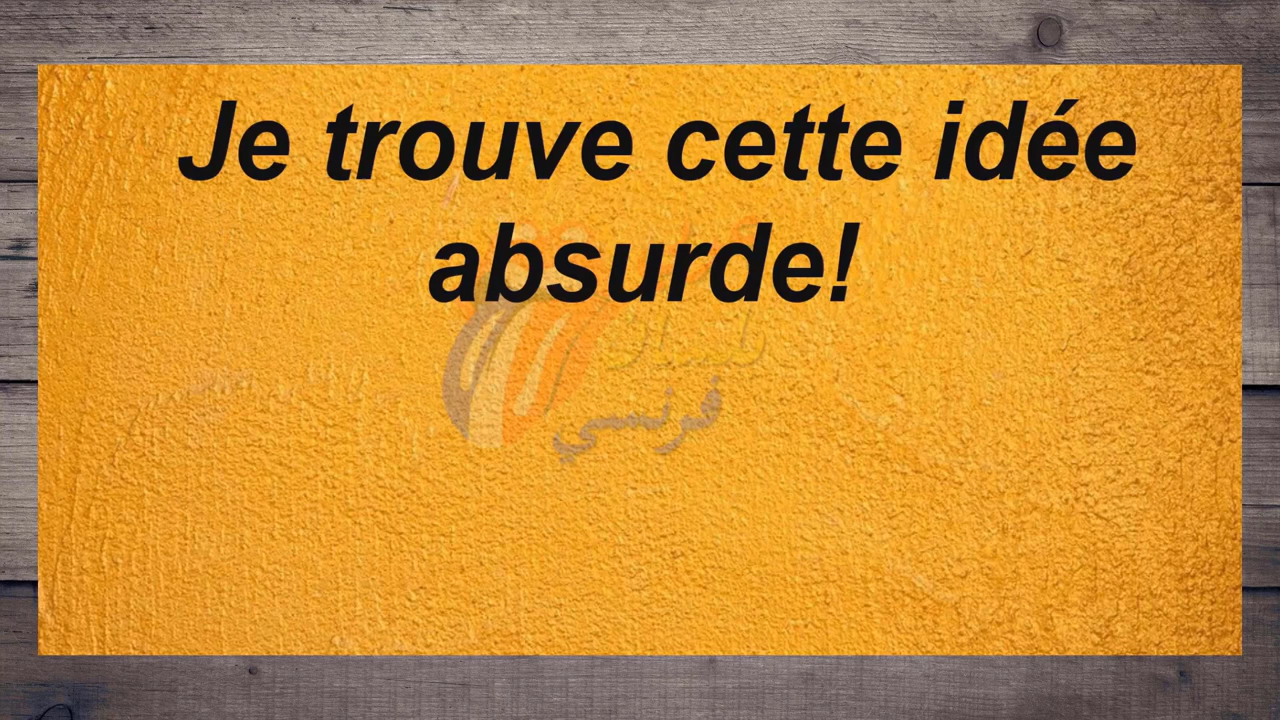 Je trouve cette idée
absurde!
فرنسي